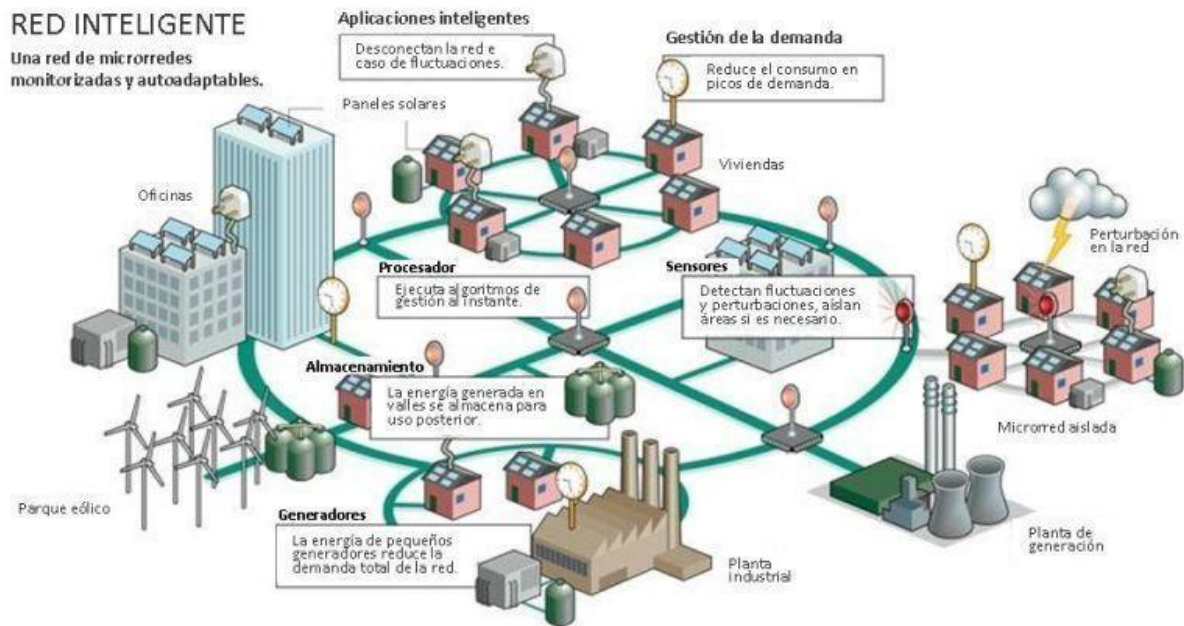 RED INTELIGENTE
Una red de microrredes
monitorizadas y autoadaptables.
Aplicaciones inteligentes
Desconectan la red e
caso de fluctuaciones.
Gestión de la demanda
Reduce el consumo en
picos de demanda.
Paneles solares
Viviendas
Oficinas
Perturbación
en la red
Procesador
Ejecuta algoritmos de
gestión al instante.
Sensores
Detectan fluctuaciones
y perturbaciones, aislan
áreas si es necesario.
Almacenamiento
La energía generada en
valles se almacena para
uso posterior.
Microrred aislada
Parque eólico
Generadores
La energía de pequeños
generadores reduce la
demanda total de la red.
Planta
industrial
Planta de
generación